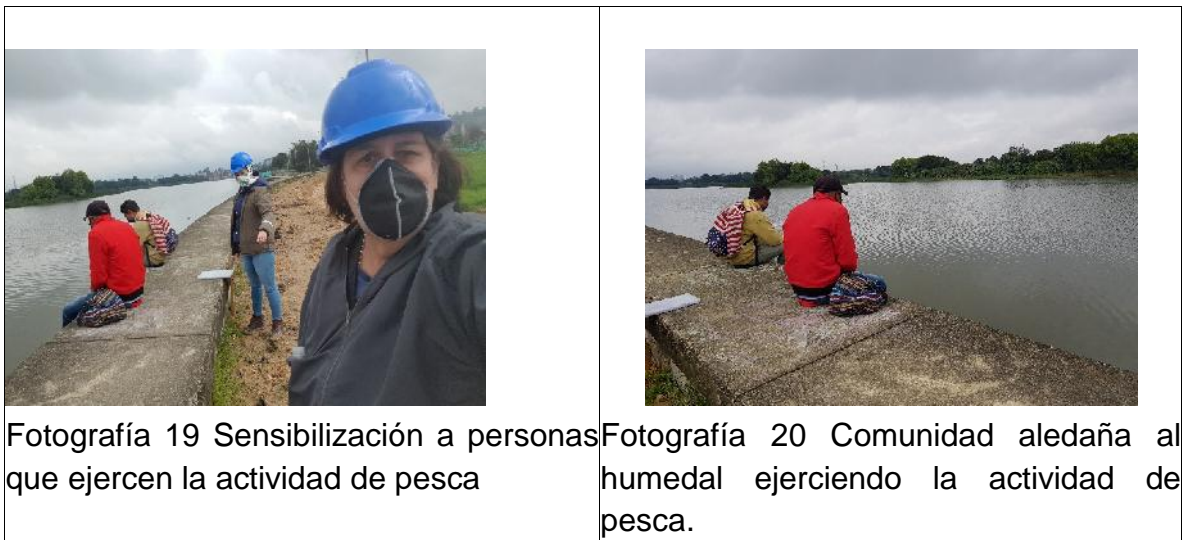 Fotografía 19 Sensibilización a personas
que ejercen la actividad de pesca
Fotografía 20 Comunidad aledaña al
humedal ejerciendo la actividad de
pesca.